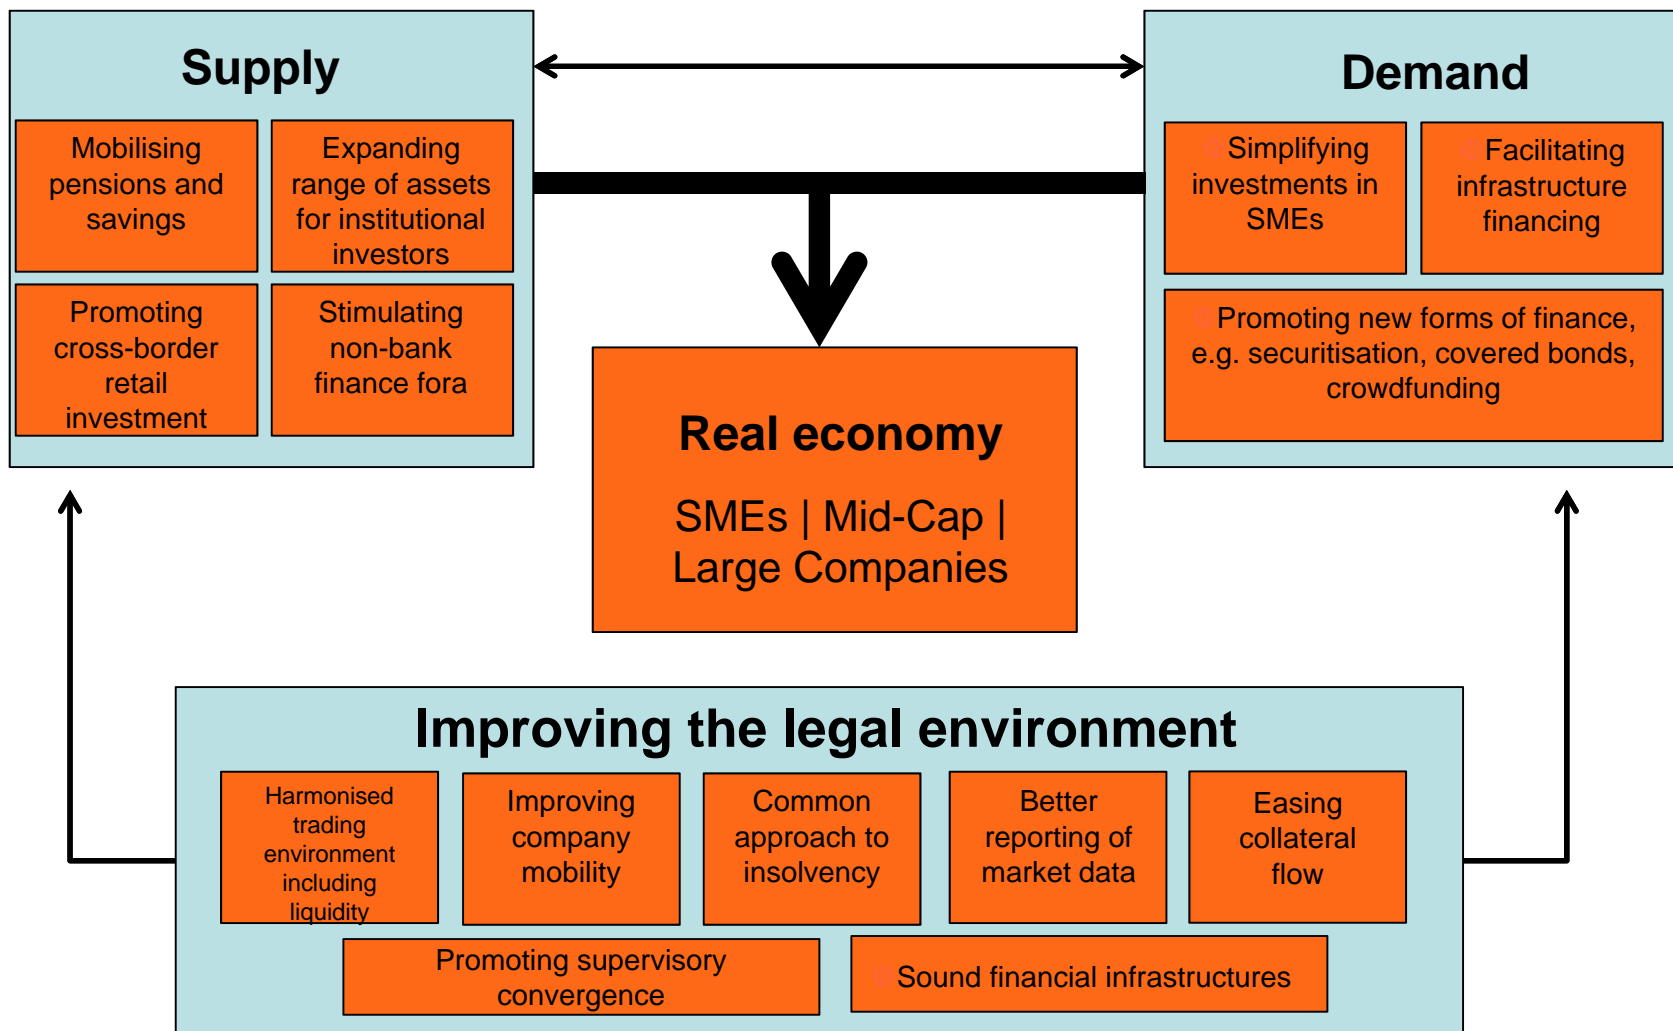 Supply
Mobilising
pensions and
savings
Expanding
range of assets
for institutional
investors
Promoting
cross-border
retail
investment
Stimulating
non-bank
finance fora
Demand
Simplifying
investments in
SMEs
Facilitating
infrastructure
financing
Promoting new forms of finance,
e.g. securitisation, covered bonds,
crowdfunding
Real economy
SMEs | Mid-Cap |
Large Companies
Improving the legal environment
Harmonised
trading
environment
including
liquidity
Improving
company
mobility
Common
approach to
insolvency
Better
reporting of
market data
Easing
collateral
flow
Promoting supervisory
convergence
Sound financial infrastructures